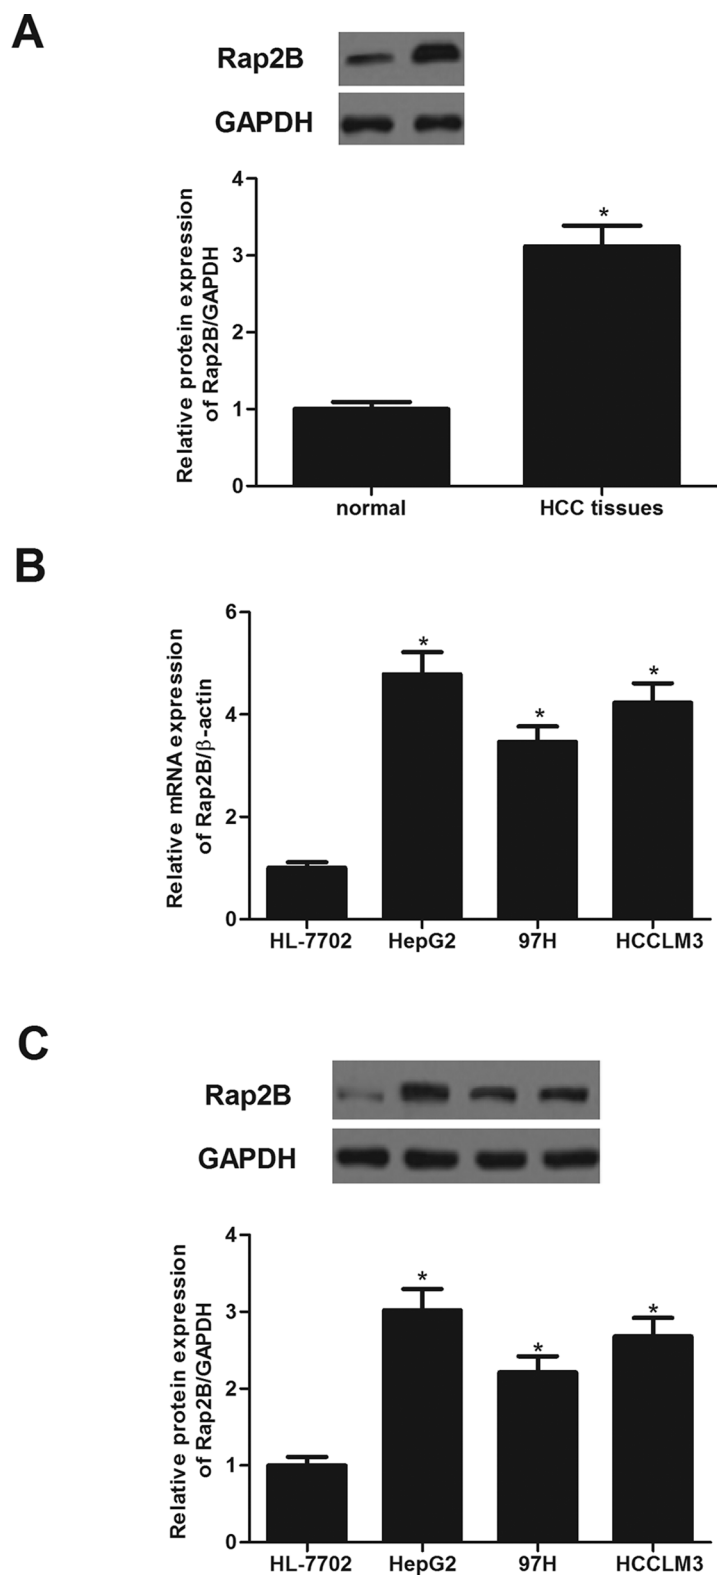 A
Rap2B
GAPDH
Relative protein expression
of Rap2B/GAPDH
4
3
2
1
0
*
normal
HCC tissues
B
Relative mRNA expression
of Rap2B/β-actin
6
4
2
0
*
*
*
HL-7702
HepG2
97H
HCCLM3
C
Rap2B
GAPDH
Relative protein expression
of Rap2B/GAPDH
4
3
2
1
0
*
*
*
HL-7702
HepG2
97H
HCCLM3